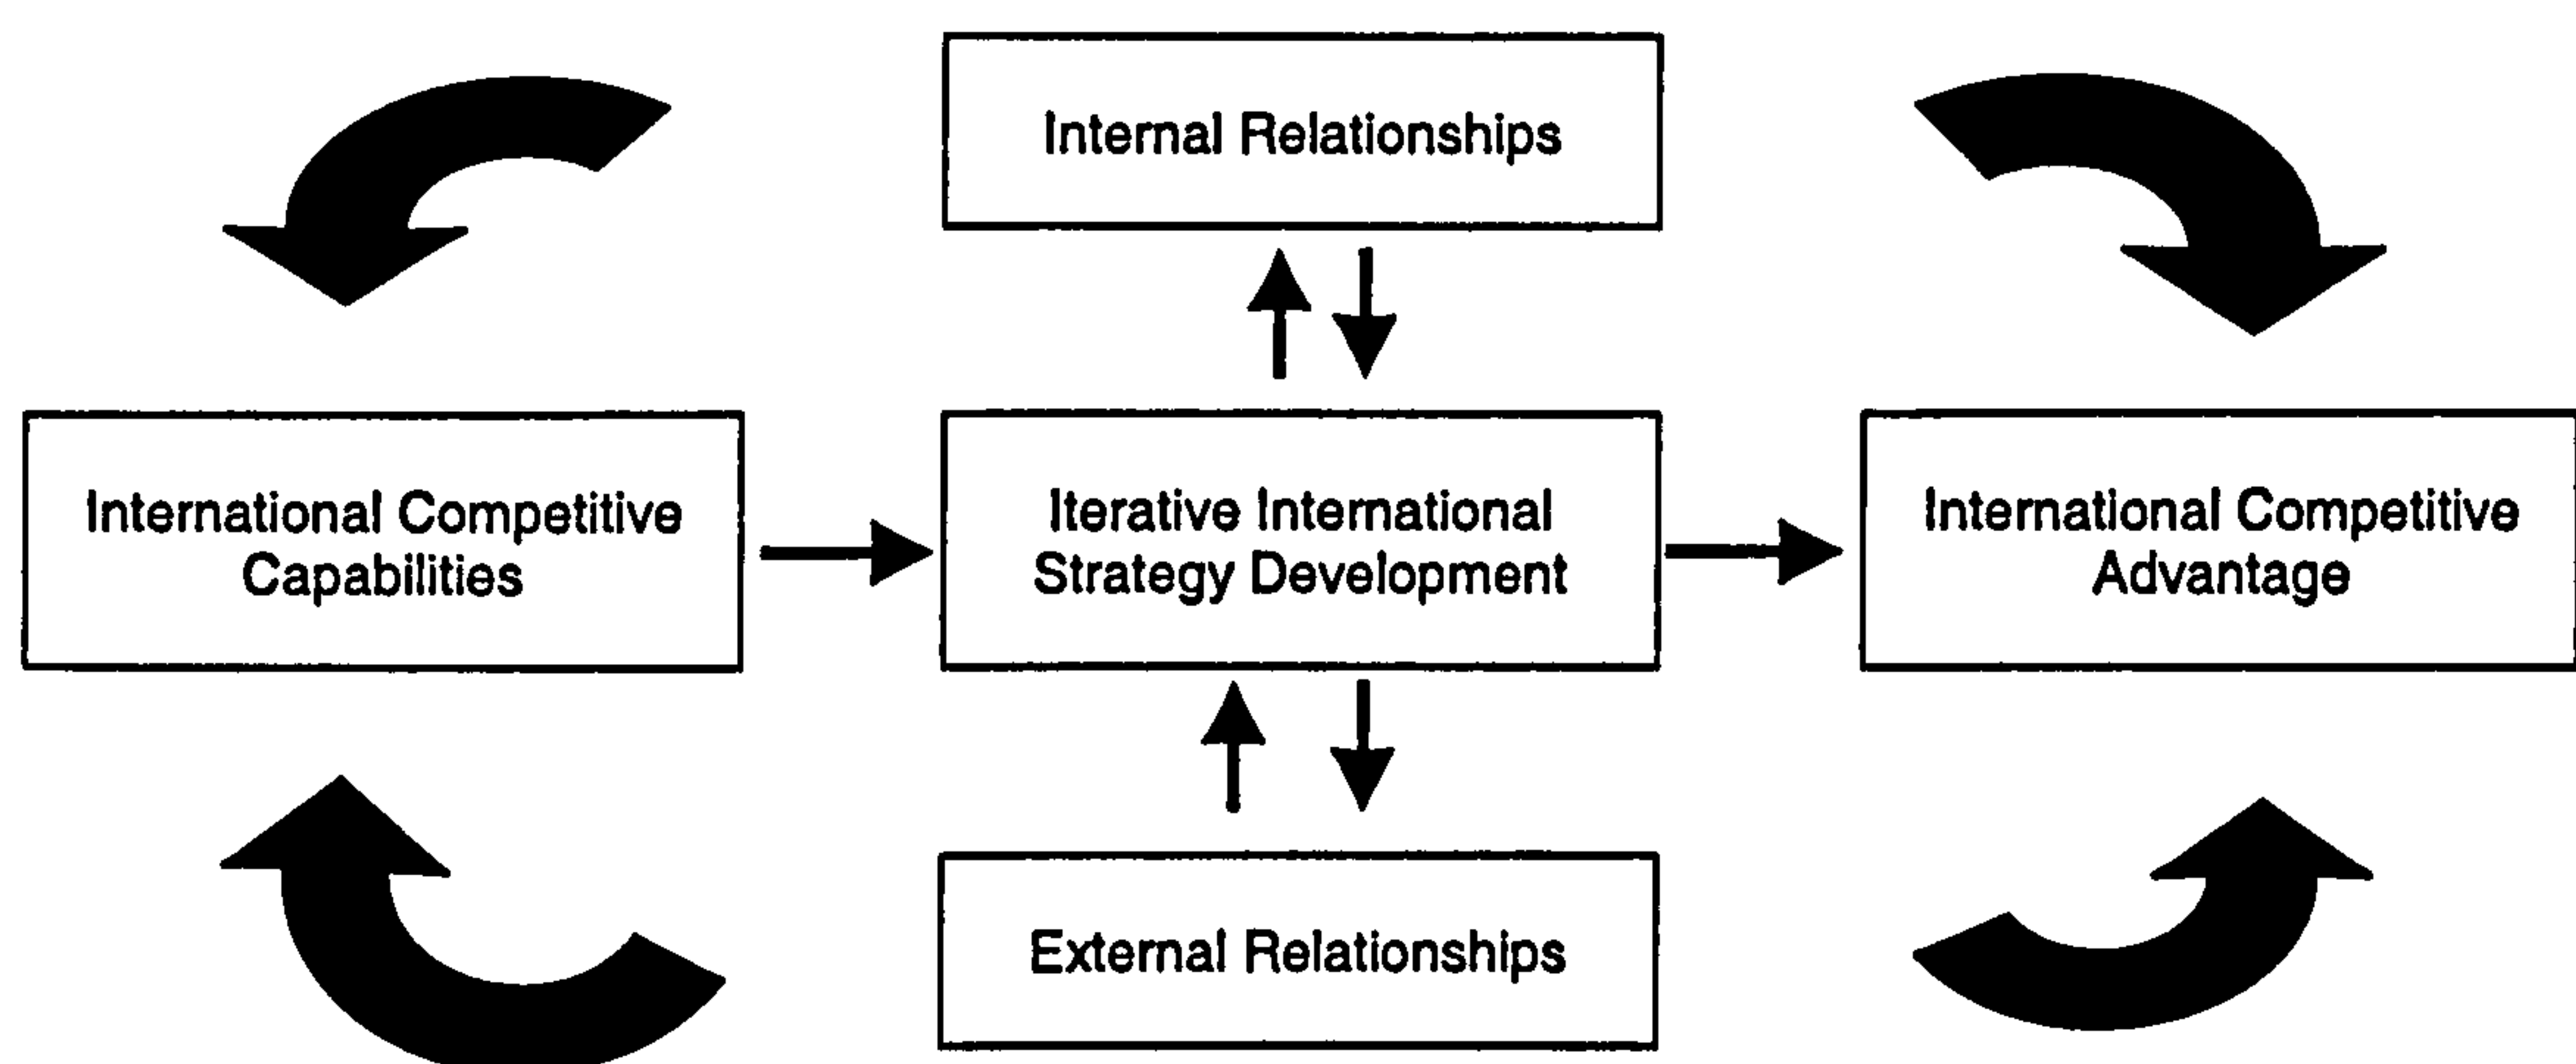 Internal Relationships
International Competitive
Capabilities
Iterative International
Strategy Development
International Competitive
Advantage
External Relationships